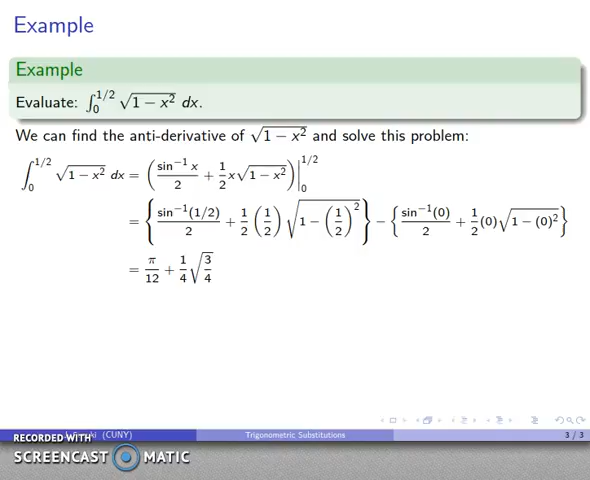 Example
Example
Evaluate: ∫₀^{1/2} √(1 − x²) dx.
We can find the anti-derivative of √(1 − x²) and solve this problem:
∫₀^{1/2} √(1 − x²) dx = (sin⁻¹ x / 2 + 1/2 x√(1 − x²))|₀^{1/2}
= {sin⁻¹(1/2) / 2 + 1/2 (1/2) √(1 − (1/2)²)} − {sin⁻¹(0) / 2 + 1/2 (0)√(1 − (0)²)}
= π/12 + 1/4 √(3/4)
(CUNY) Trigonometric Substitutions 3 / 3
RECORDED WITH
SCREENCAST MATIC